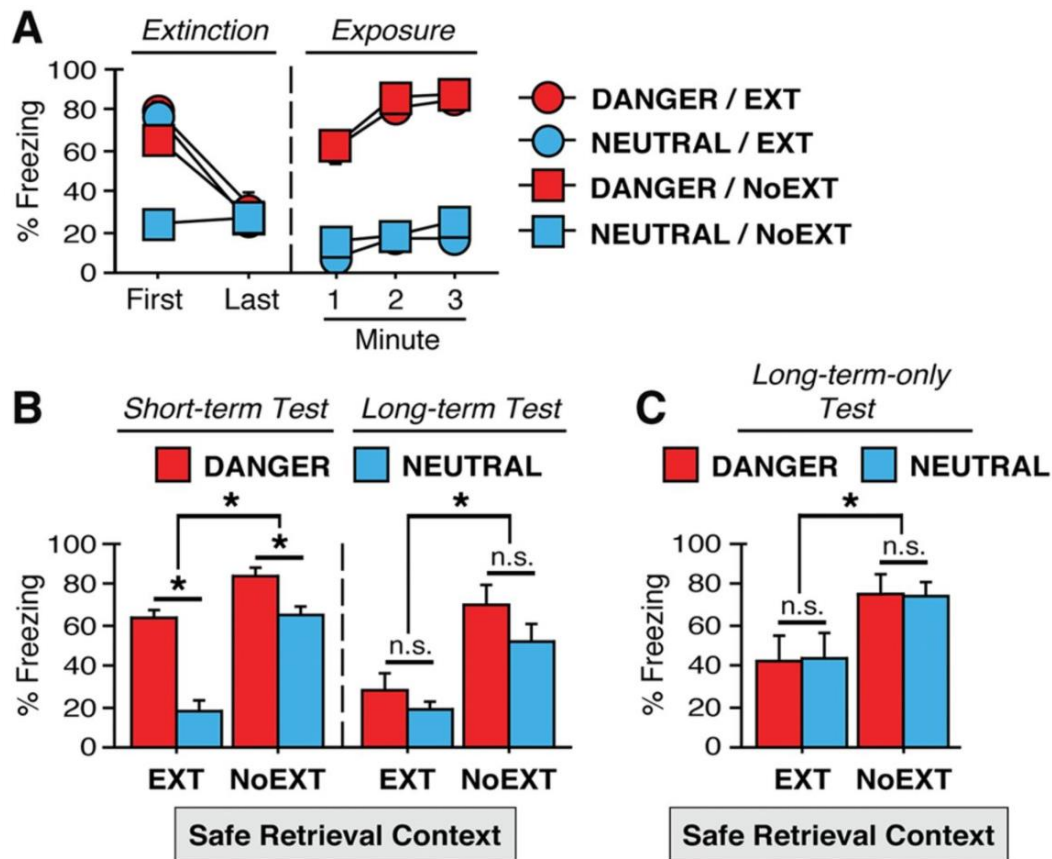 A
Extinction
Exposure
% Freezing
100
80
60
40
20
0
First
Last
1
2
3
Minute
DANGER / EXT
NEUTRAL / EXT
DANGER / NoEXT
NEUTRAL / NoEXT
B
Short-term Test
Long-term Test
DANGER
NEUTRAL
*
*
*
*
n.s.
n.s.
% Freezing
100
80
60
40
20
0
EXT
NoEXT
EXT
NoEXT
Safe Retrieval Context
C
Long-term-only
Test
DANGER
NEUTRAL
*
n.s.
n.s.
% Freezing
100
80
60
40
20
0
EXT
NoEXT
Safe Retrieval Context